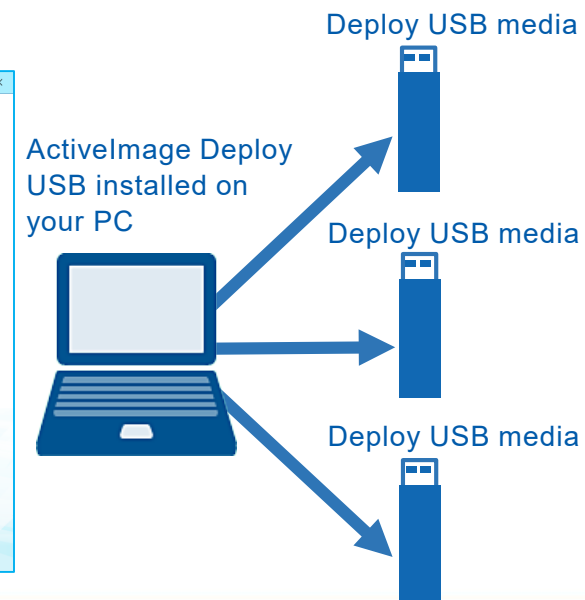 Deploy USB media
ActiveImage Deploy
USB installed on
your PC
Deploy USB media
Deploy USB media